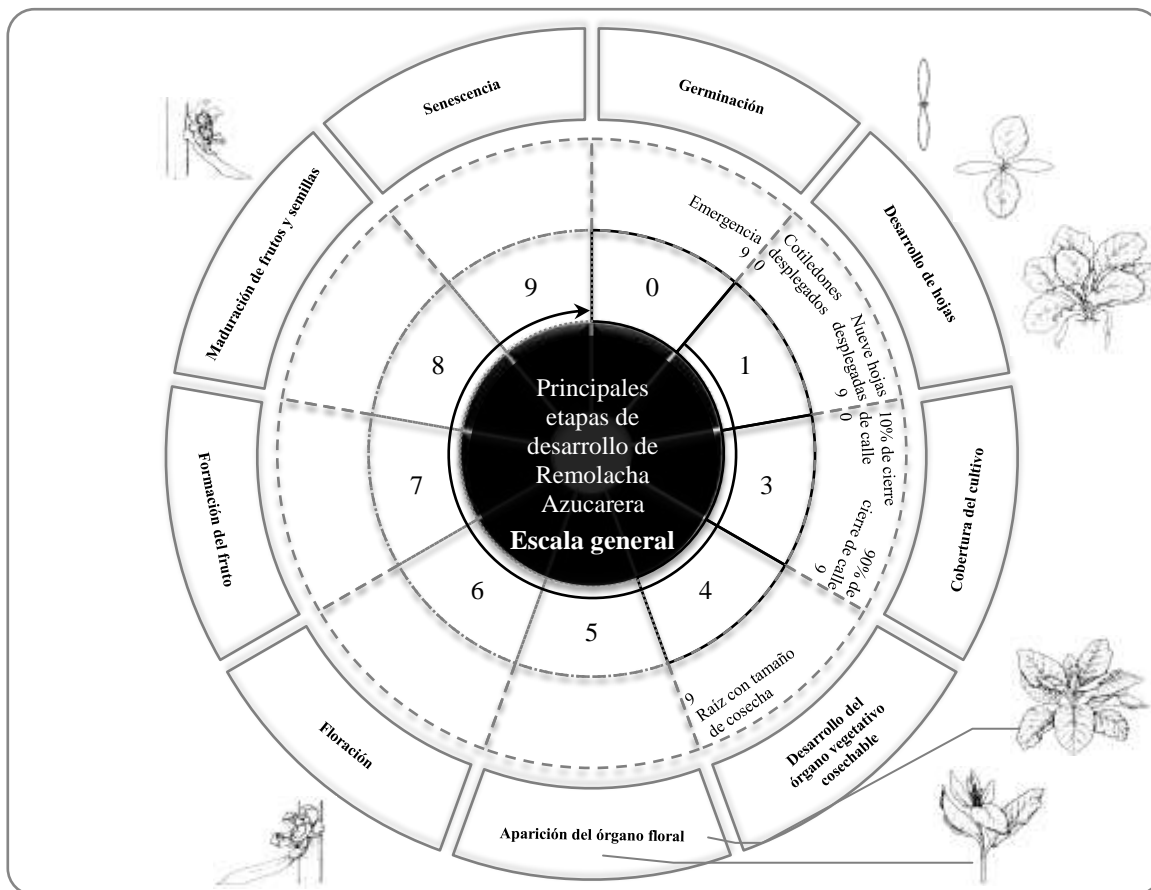 Principales
etapas de
desarrollo de
Remolacha
Azucarera
Escala general
Germinación
0
Emergencia
9
Desarrollo de hojas
1
0
Cotiledones
desplegados
Nueve hojas
desplegadas
9
Cobertura del cultivo
3
10% de cierre
de calle
0
90% de
cierre de calle
9
Desarrollo del
órgano vegetativo
cosechable
4
9
Raíz con tamaño
de cosecha
Aparición del órgano floral
5
Floración
6
Formación del fruto
7
Maduración de frutos y semillas
8
Senescencia
9